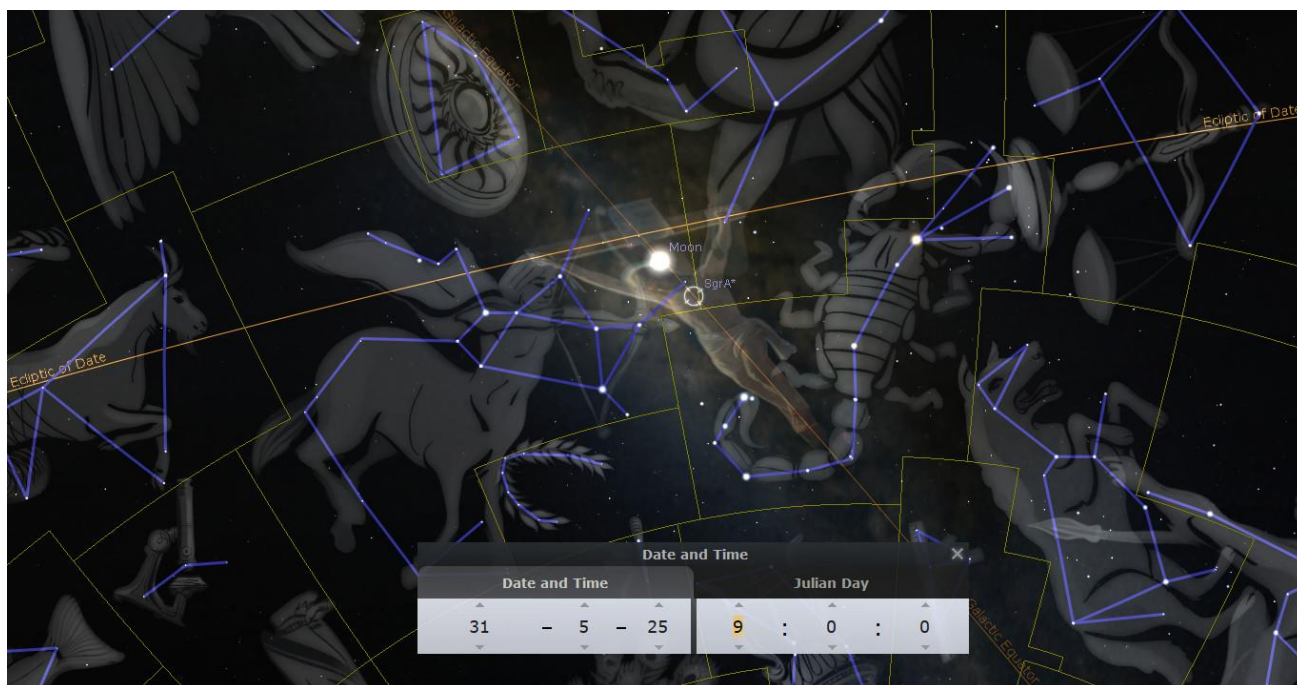 Galactic Equator
Ecliptic of Date
Moon
SgrA*
Ecliptic of Date
Date and Time ×
Date and Time Julian Day
31 – 5 – 25 9 : 0 : 0
Galactic Equator